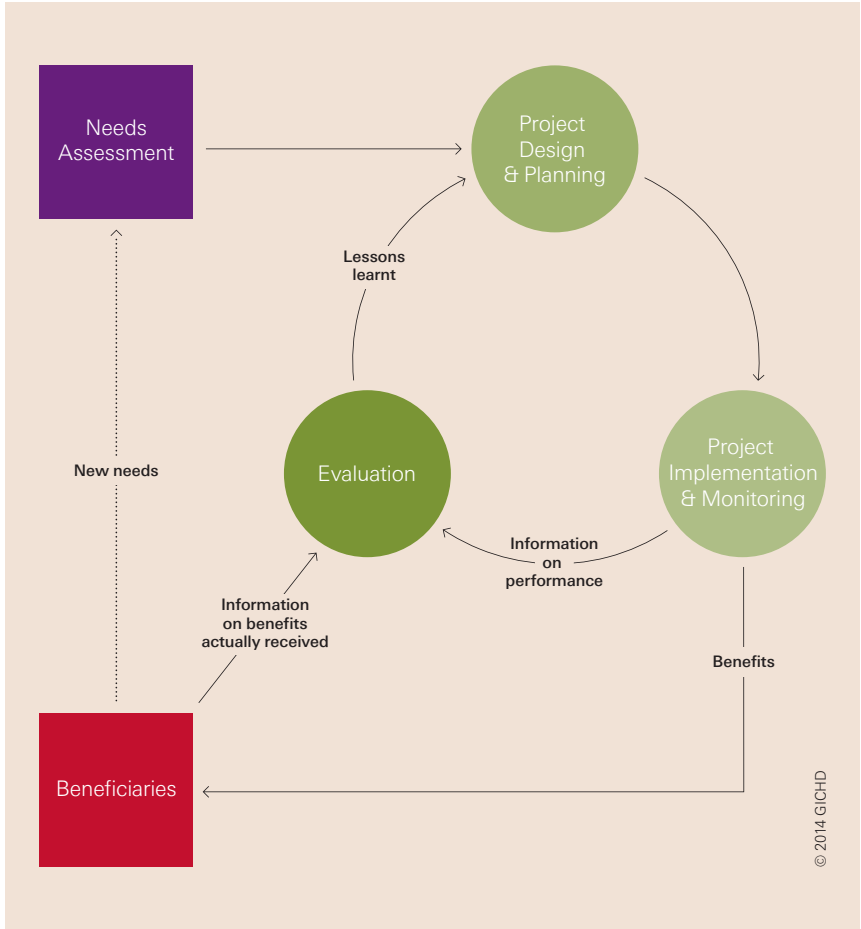 Needs
Assessment
Project
Design
& Planning
Lessons
learnt
Evaluation
Project
Implementation
& Monitoring
New needs
Information
on
performance
Information
on benefits
actually received
Benefits
Beneficiaries
© 2014 GICHD